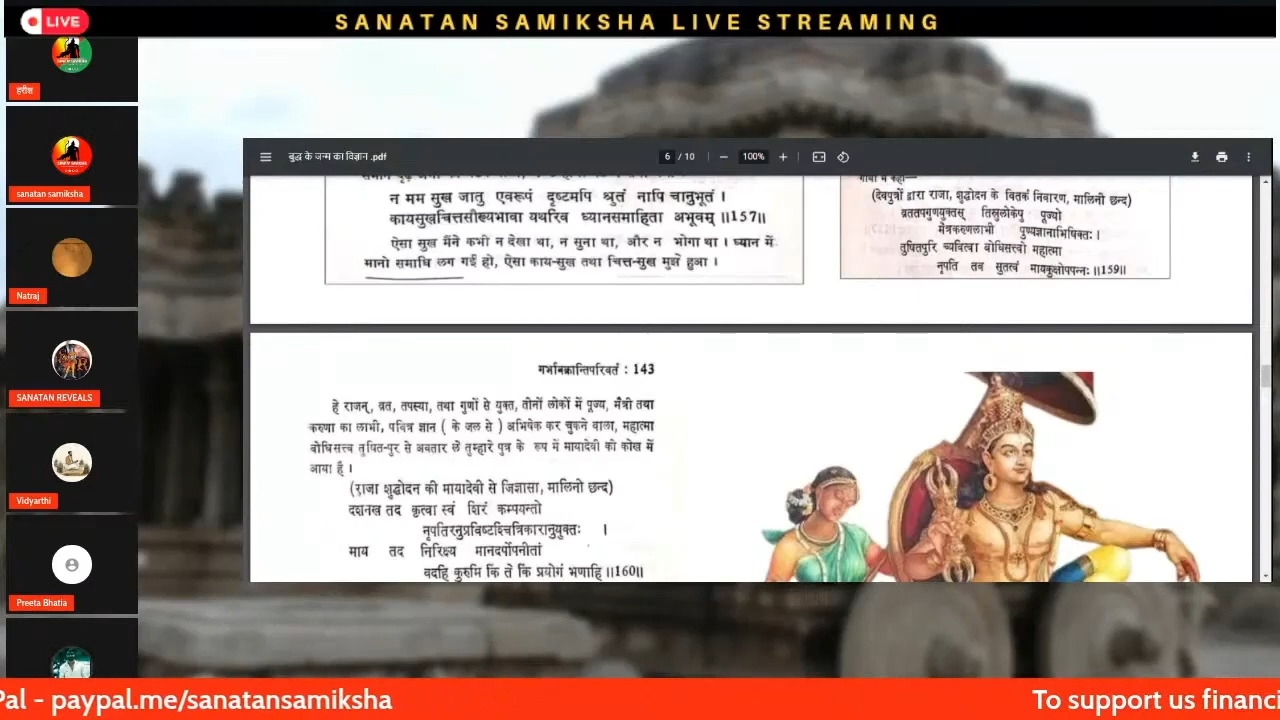 LIVE
SANATAN SAMIKSHA LIVE STREAMING
हरीश
sanatan samiksha
Natraj
SANATAN REVEALS
Vidyarthi
Preeta Bhatia
बुद्ध के जन्म का विज्ञान .pdf
6 / 10
100%
न मम सुख जातु एवरूपं दृष्टमपि श्रुतं नापि चानुभूतं ।
कायसुखचित्तसौख्यभावा यथरिव ध्यानसमाहिता अभूवम् ॥157॥
ऐसा सुख मैंने कभी न देखा था, न सुना था, और न भोगा था । ध्यान में
मानो समाधि लग गई हो, ऐसा काय-सुख तथा चित्त-सुख मुझे हुआ ।
गाथा में कहा—
(देवपुत्रों द्वारा राजा, शुद्धोदन के वितर्क निवारण, मालिनी छन्द)
व्रततपगुणयुक्तस् तिसृलोकेषु पूज्यो
मैत्रकरुणलाभी पुण्यज्ञानाभिषिक्तः ।
तुषितपुरि च्यवित्वा बोधिसत्त्वो महात्मा
नृपति तव सुतत्वं मायकुक्षोपपन्नः ॥159॥
गर्भावक्रान्तिपरिवर्त : 143
हे राजन्, व्रत, तपस्या, तथा गुणों से युक्त, तीनों लोकों में पूज्य, मैत्री तथा
करुणा का लाभी, पवित्र ज्ञान ( के जल से ) अभिषेक कर चुकने वाला, महात्मा
बोधिसत्त्व तुषित-पुर से अवतार ले तुम्हारे पुत्र के रूप में मायादेवी की कोख में
आया है ।
(राजा शुद्धोदन की मायादेवी से जिज्ञासा, मालिनी छन्द)
दशनख तद कृत्वा स्वं शिरं कम्पयन्तो
नृपतिरनुप्रविष्टश्चित्रिकारानुयुक्तः ।
माय तद निरिक्ष्य मानदर्पोपनीतां
वदहि कुरुमि किं ते किं प्रयोगं भणाहि ॥160॥
Pal - paypal.me/sanatansamiksha
To support us financi